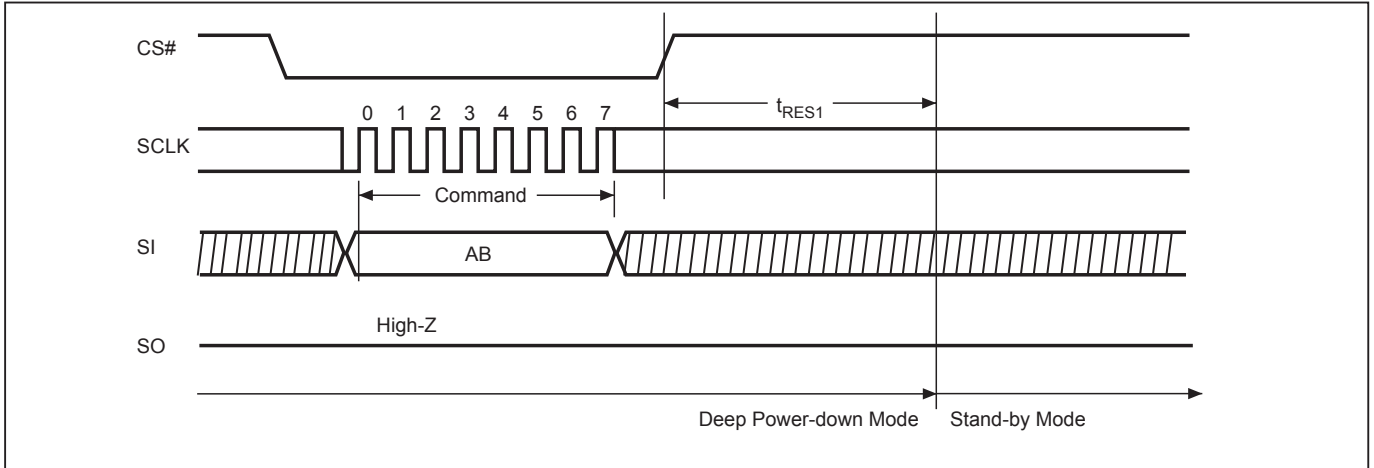 CS#
tRES1
0 1 2 3 4 5 6 7
SCLK
Command
SI
AB
High-Z
SO
Deep Power-down Mode Stand-by Mode